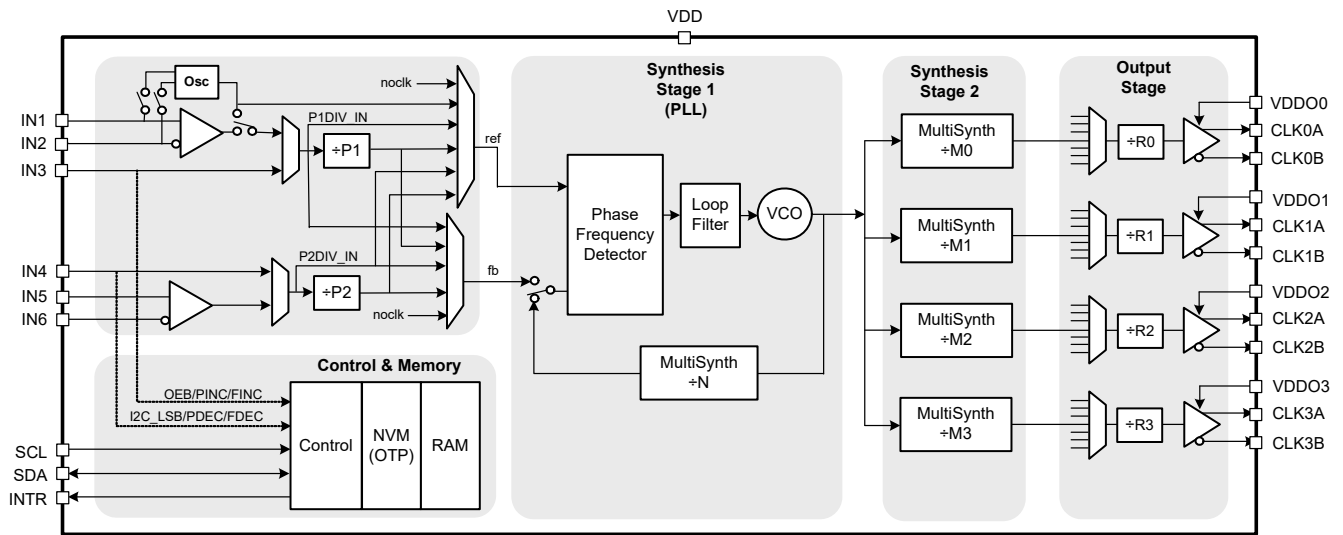 VDD
Osc
noclk
P1DIV_IN
÷P1
ref
IN1
IN2
IN3
IN4
IN5
IN6
P2DIV_IN
÷P2
noclk
fb
Synthesis
Stage 1
(PLL)
Phase
Frequency
Detector
Loop
Filter
VCO
MultiSynth
÷N
Synthesis
Stage 2
MultiSynth
÷M0
MultiSynth
÷M1
MultiSynth
÷M2
MultiSynth
÷M3
Output
Stage
÷R0
÷R1
÷R2
÷R3
VDDO0
CLK0A
CLK0B
VDDO1
CLK1A
CLK1B
VDDO2
CLK2A
CLK2B
VDDO3
CLK3A
CLK3B
Control & Memory
OEB/PINC/FINC
I2C_LSB/PDEC/FDEC
Control
NVM
(OTP)
RAM
SCL
SDA
INTR